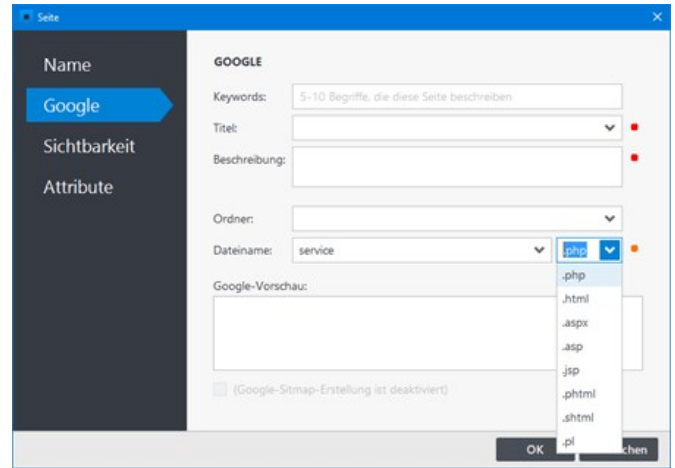 Seite
Name
Google
Sichtbarkeit
Attribute
GOOGLE
Keywords: 5-10 Begriffe, die diese Seite beschreiben
Titel:
Beschreibung:
Ordner:
Dateiname: service .php
.php
.html
.aspx
.asp
.jsp
.phtml
.shtml
.pl
Google-Vorschau:
(Google-Sitmap-Erstellung ist deaktiviert)
OK chen